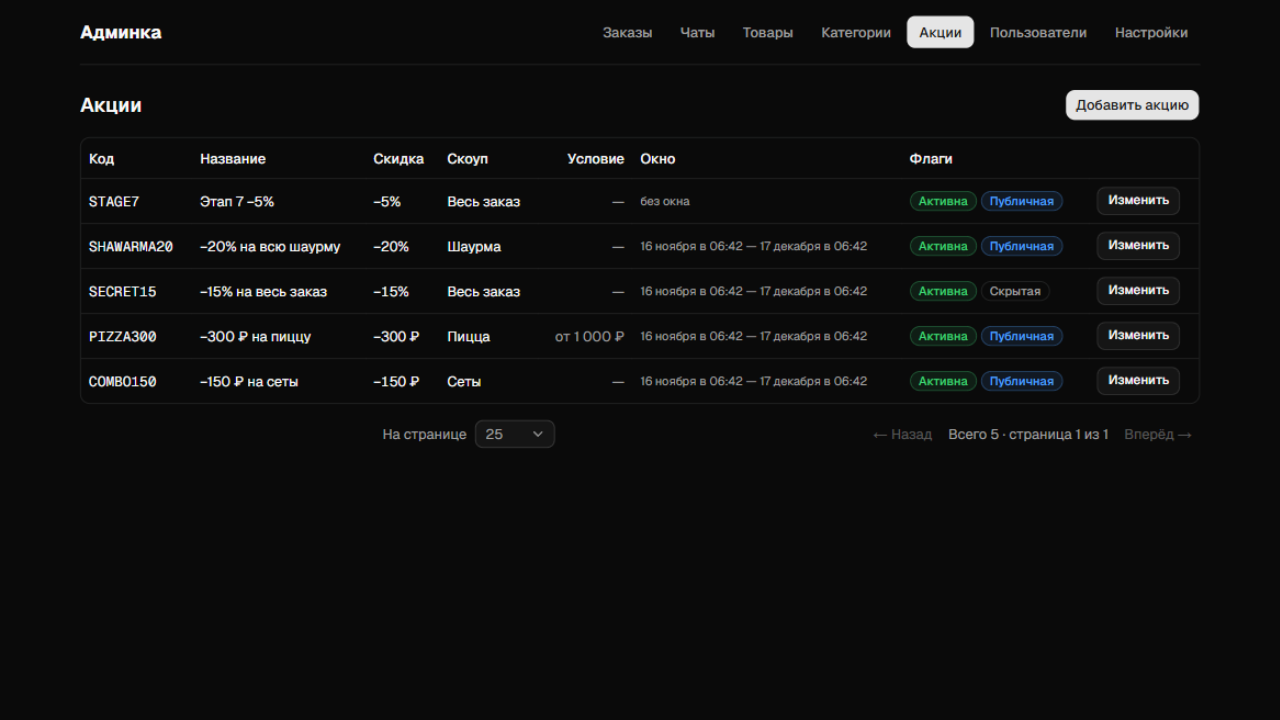 Админка Заказы Чаты Товары Категории Акции Пользователи Настройки
Акции Добавить акцию
Код Название Скидка Скоуп Условие Окно Флаги
STAGE7 Этап 7 −5% −5% Весь заказ — без окна Активна Публичная Изменить
SHAWARMA20 −20% на всю шаурму −20% Шаурма — 16 ноября в 06:42 — 17 декабря в 06:42 Активна Публичная Изменить
SECRET15 −15% на весь заказ −15% Весь заказ — 16 ноября в 06:42 — 17 декабря в 06:42 Активна Скрытая Изменить
PIZZA300 −300 ₽ на пиццу −300 ₽ Пицца от 1 000 ₽ 16 ноября в 06:42 — 17 декабря в 06:42 Активна Публичная Изменить
COMBO150 −150 ₽ на сеты −150 ₽ Сеты — 16 ноября в 06:42 — 17 декабря в 06:42 Активна Публичная Изменить
На странице 25 ← Назад Всего 5 · страница 1 из 1 Вперёд →